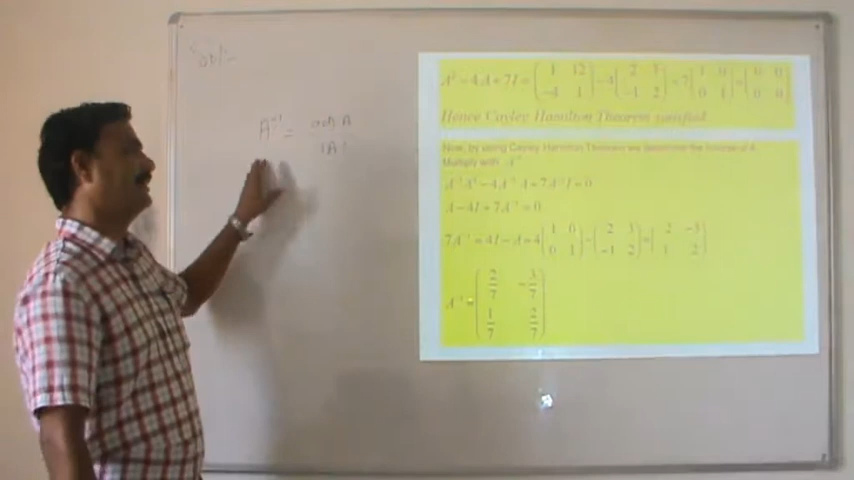 Sol:-
A⁻¹ = adj A / |A|
A² − 4A + 7I = (1 12 / −4 1) − 4 (2 3 / −1 2) + 7 (1 0 / 0 1) = (0 0 / 0 0)
Hence Cayley Hamilton Theorem satisfied.
Now, by using Cayley Hamilton Theorem we determine the inverse of A
Multiply with A⁻¹
A⁻¹A² − 4A⁻¹A + 7A⁻¹I = 0
A − 4I + 7A⁻¹ = 0
7A⁻¹ = 4I − A = 4 (1 0 / 0 1) − (2 3 / −1 2) = (2 −3 / 1 2)
A⁻¹ = (2/7 −3/7 / 1/7 2/7)